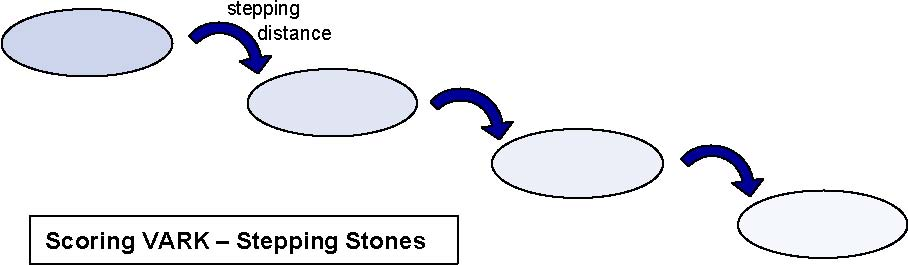 stepping
distance
Scoring VARK – Stepping Stones